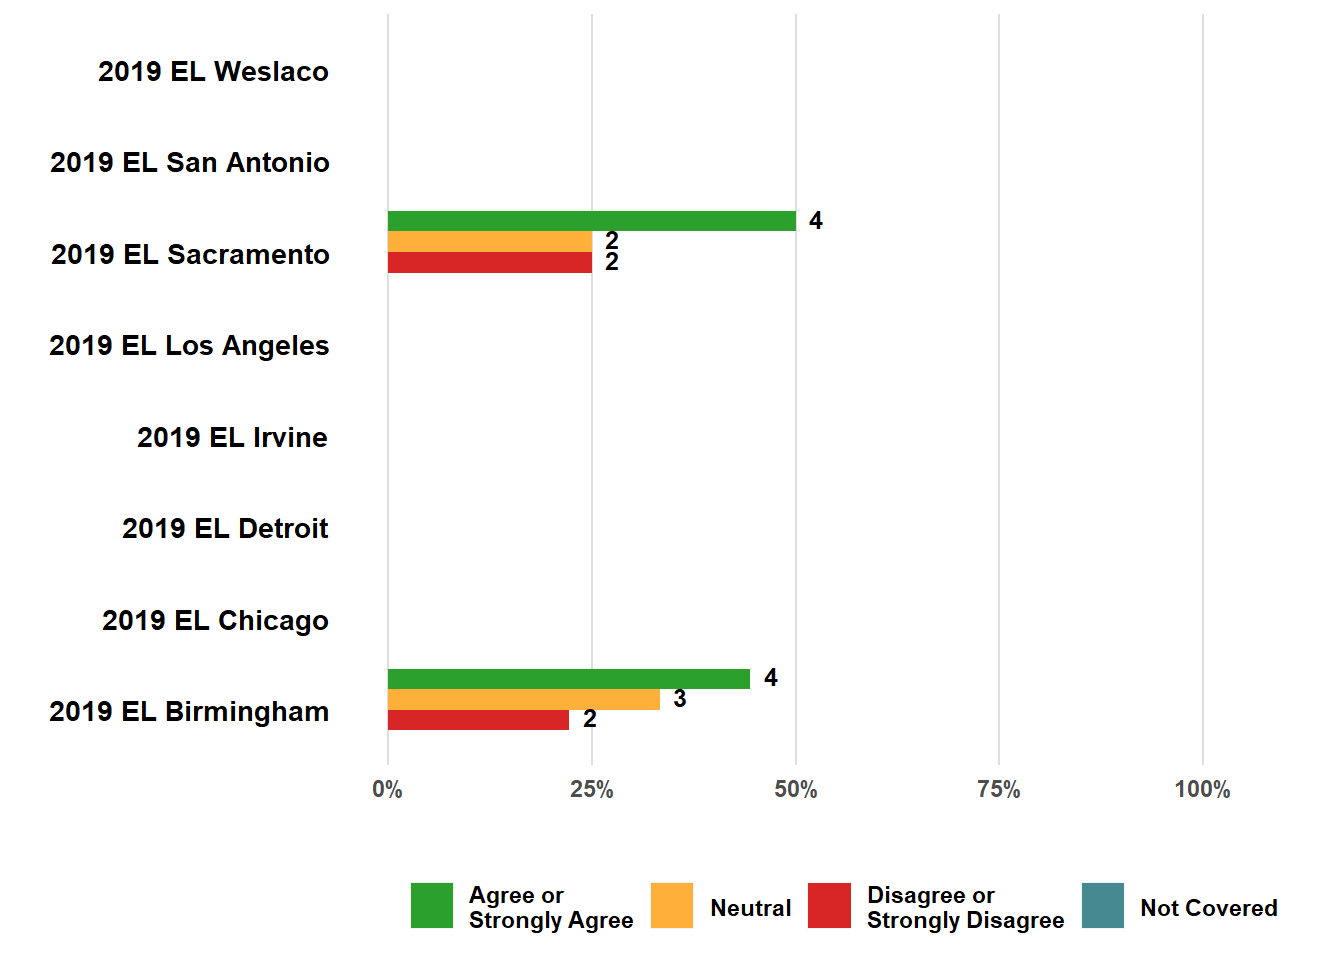 2019 EL Weslaco
2019 EL San Antonio
4
2
2019 EL Sacramento
2
2019 EL Los Angeles
2019 EL Irvine
2019 EL Detroit
2019 EL Chicago
4
3
2019 EL Birmingham
2
0% 25% 50% 75% 100%
Agree or
Strongly Agree
Neutral
Disagree or
Strongly Disagree
Not Covered